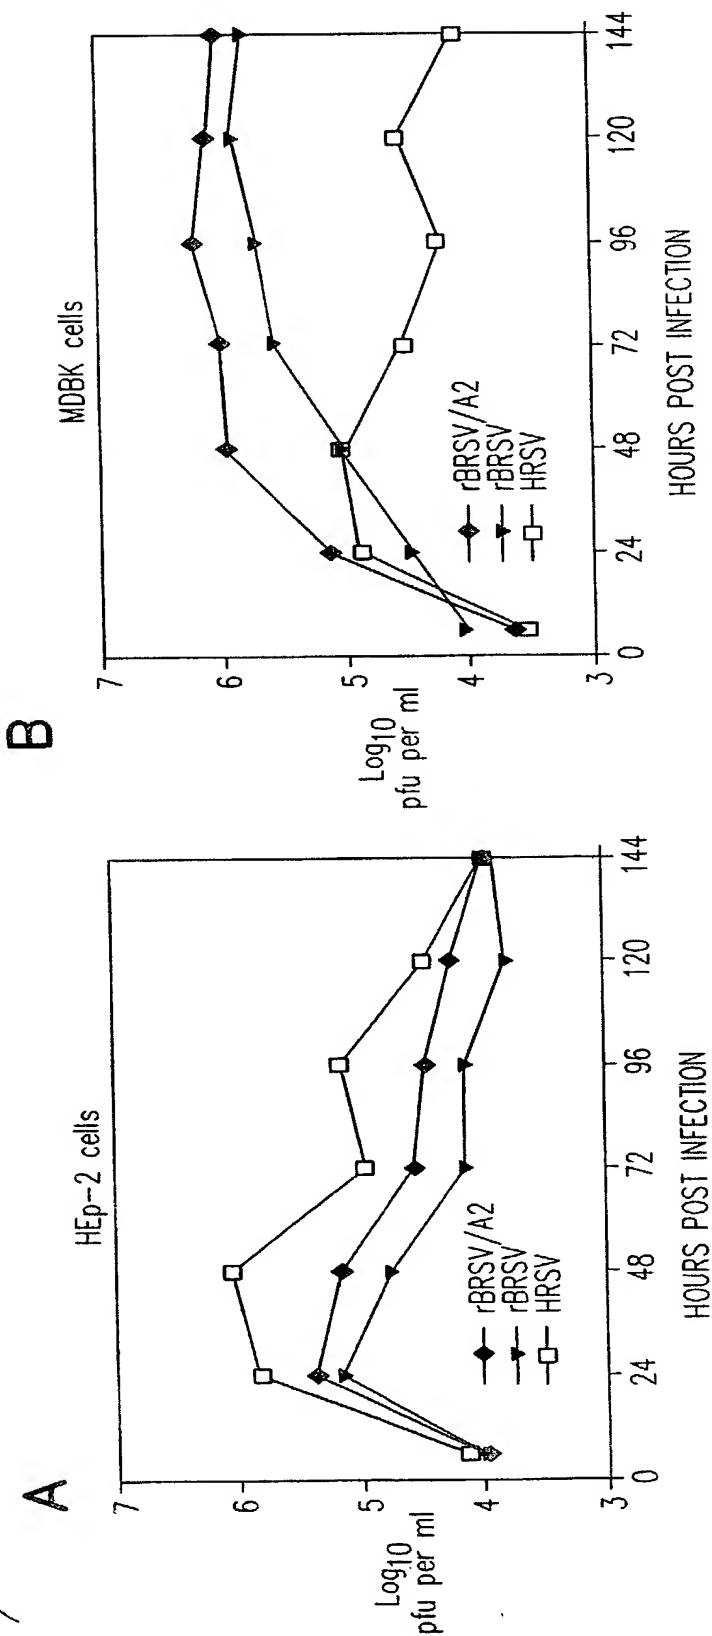 A
HEp-2 cells
7
6
5
4
3
Log10
pfu per ml
rBRSV/A2
rBRSV
HRSV
0
24
48
72
96
120
144
HOURS POST INFECTION
B
MDBK cells
7
6
5
4
3
Log10
pfu per ml
rBRSV/A2
rBRSV
HRSV
0
24
48
72
96
120
144
HOURS POST INFECTION